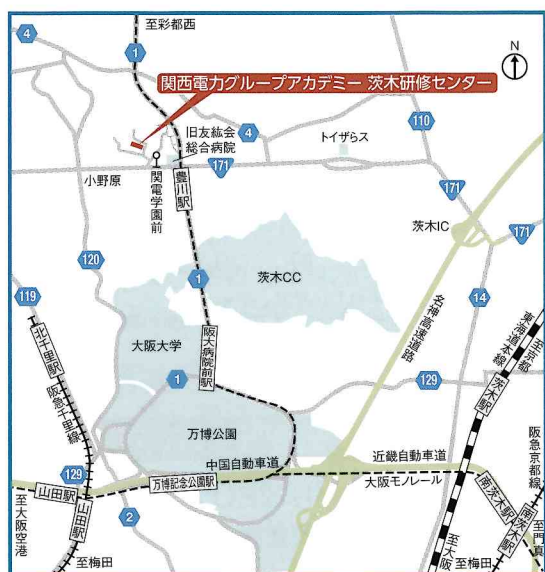 至彩都西
4
1
N
関西電力グループアカデミー 茨木研修センター
旧友紘会
総合病院
4
トイザらス
110
171
小野原
関電学園前
豊川駅
171
茨木IC
171
120
1
茨木CC
14
119
北千里駅
阪急千里線
大阪大学
阪大病院前駅
名神高速道路
至京都
東海道本線
茨木駅
1
129
万博公園
中国自動車道
近畿自動車道
阪急京都線
129
山田駅
万博記念公園駅
大阪モノレール
南茨木駅
至大阪空港
山田駅
2
南茨木駅
至門真
至梅田
至大阪
至梅田